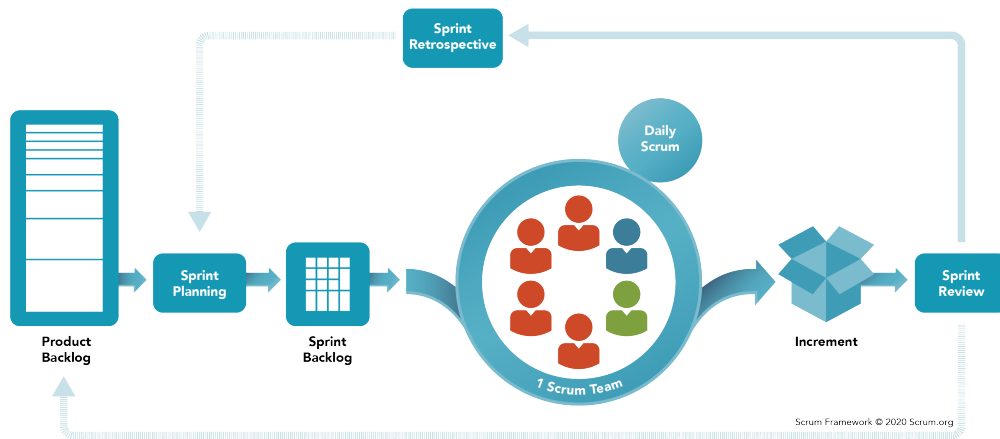 Sprint
Retrospective
Daily
Scrum
Sprint
Planning
Sprint
Review
Product
Backlog
Sprint
Backlog
Increment
1 Scrum Team
Scrum Framework © 2020 Scrum.org